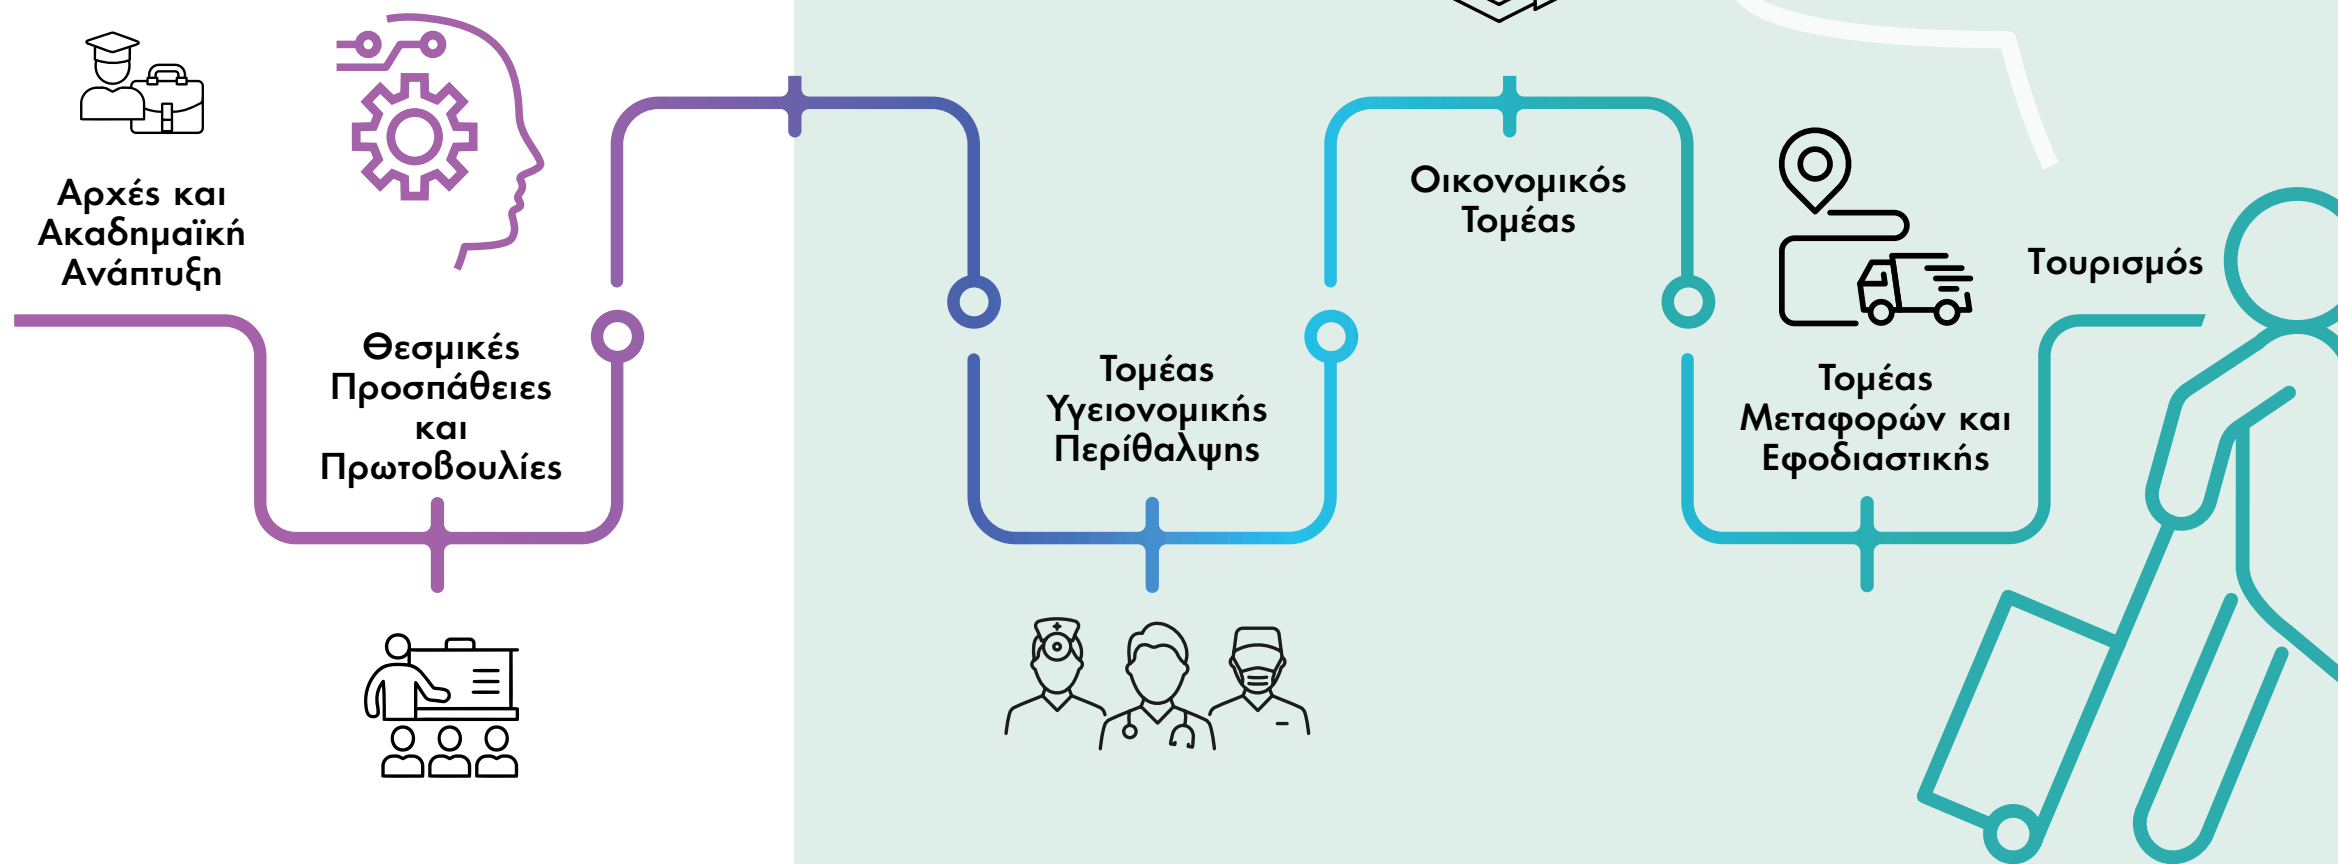 Αρχές και
Ακαδημαϊκή
Ανάπτυξη
Θεσμικές
Προσπάθειες
και
Πρωτοβουλίες
Τομέας
Υγειονομικής
Περίθαλψης
Οικονομικός
Τομέας
Τομέας
Μεταφορών και
Εφοδιαστικής
Τουρισμός